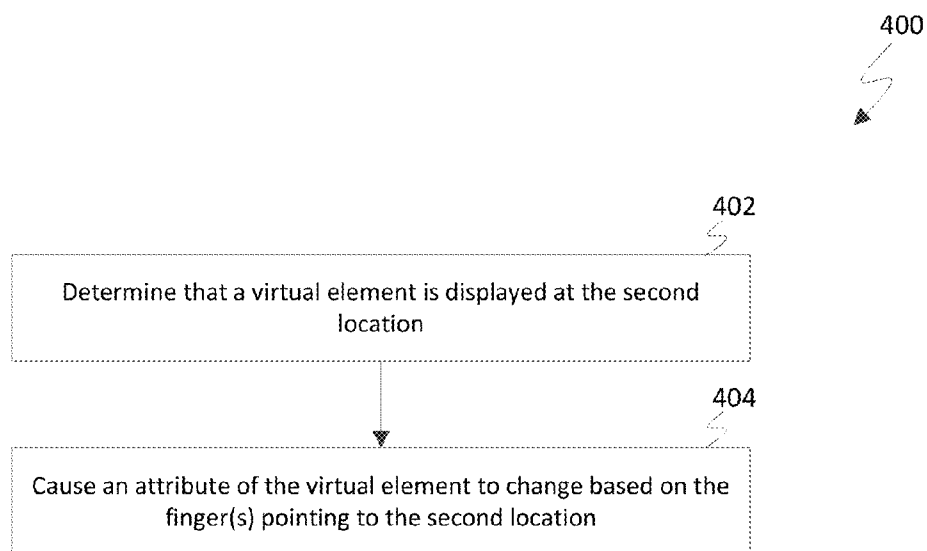 400
402
Determine that a virtual element is displayed at the second
location
404
Cause an attribute of the virtual element to change based on the
finger(s) pointing to the second location